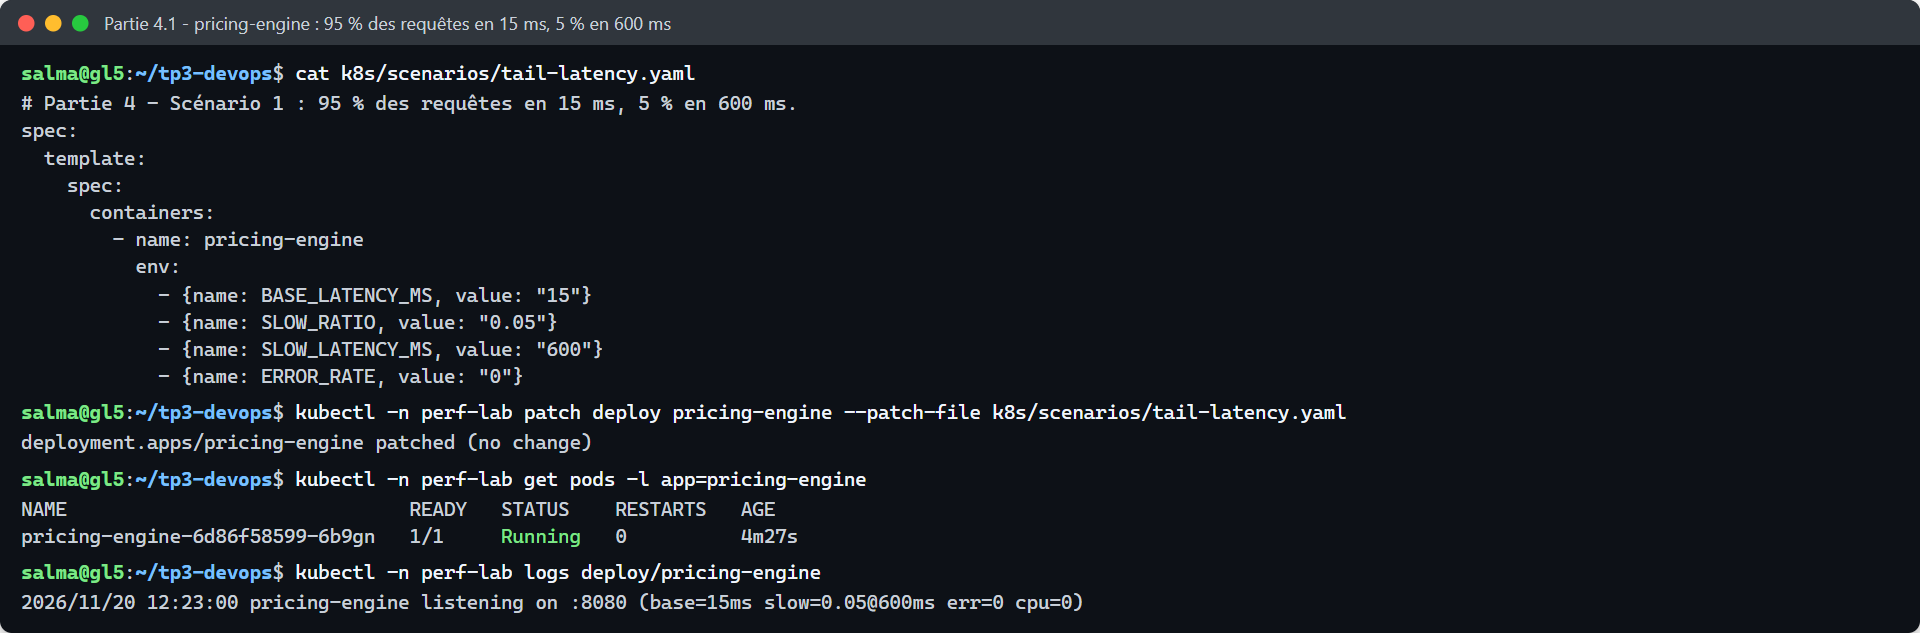 Partie 4.1 - pricing-engine : 95 % des requêtes en 15 ms, 5 % en 600 ms
salma@gl5:~/tp3-devops$ cat k8s/scenarios/tail-latency.yaml
# Partie 4 – Scénario 1 : 95 % des requêtes en 15 ms, 5 % en 600 ms.
spec:
  template:
    spec:
      containers:
        - name: pricing-engine
          env:
            - {name: BASE_LATENCY_MS, value: "15"}
            - {name: SLOW_RATIO, value: "0.05"}
            - {name: SLOW_LATENCY_MS, value: "600"}
            - {name: ERROR_RATE, value: "0"}
salma@gl5:~/tp3-devops$ kubectl -n perf-lab patch deploy pricing-engine --patch-file k8s/scenarios/tail-latency.yaml
deployment.apps/pricing-engine patched (no change)
salma@gl5:~/tp3-devops$ kubectl -n perf-lab get pods -l app=pricing-engine
NAME                              READY   STATUS    RESTARTS   AGE
pricing-engine-6d86f58599-6b9gn   1/1     Running   0          4m27s
salma@gl5:~/tp3-devops$ kubectl -n perf-lab logs deploy/pricing-engine
2026/11/20 12:23:00 pricing-engine listening on :8080 (base=15ms slow=0.05@600ms err=0 cpu=0)